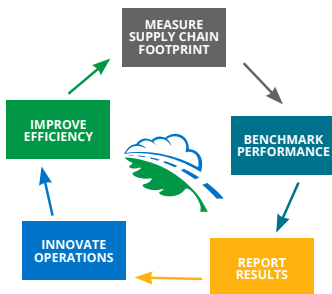 MEASURE
SUPPLY CHAIN
FOOTPRINT
BENCHMARK
PERFORMANCE
REPORT
RESULTS
INNOVATE
OPERATIONS
IMPROVE
EFFICIENCY